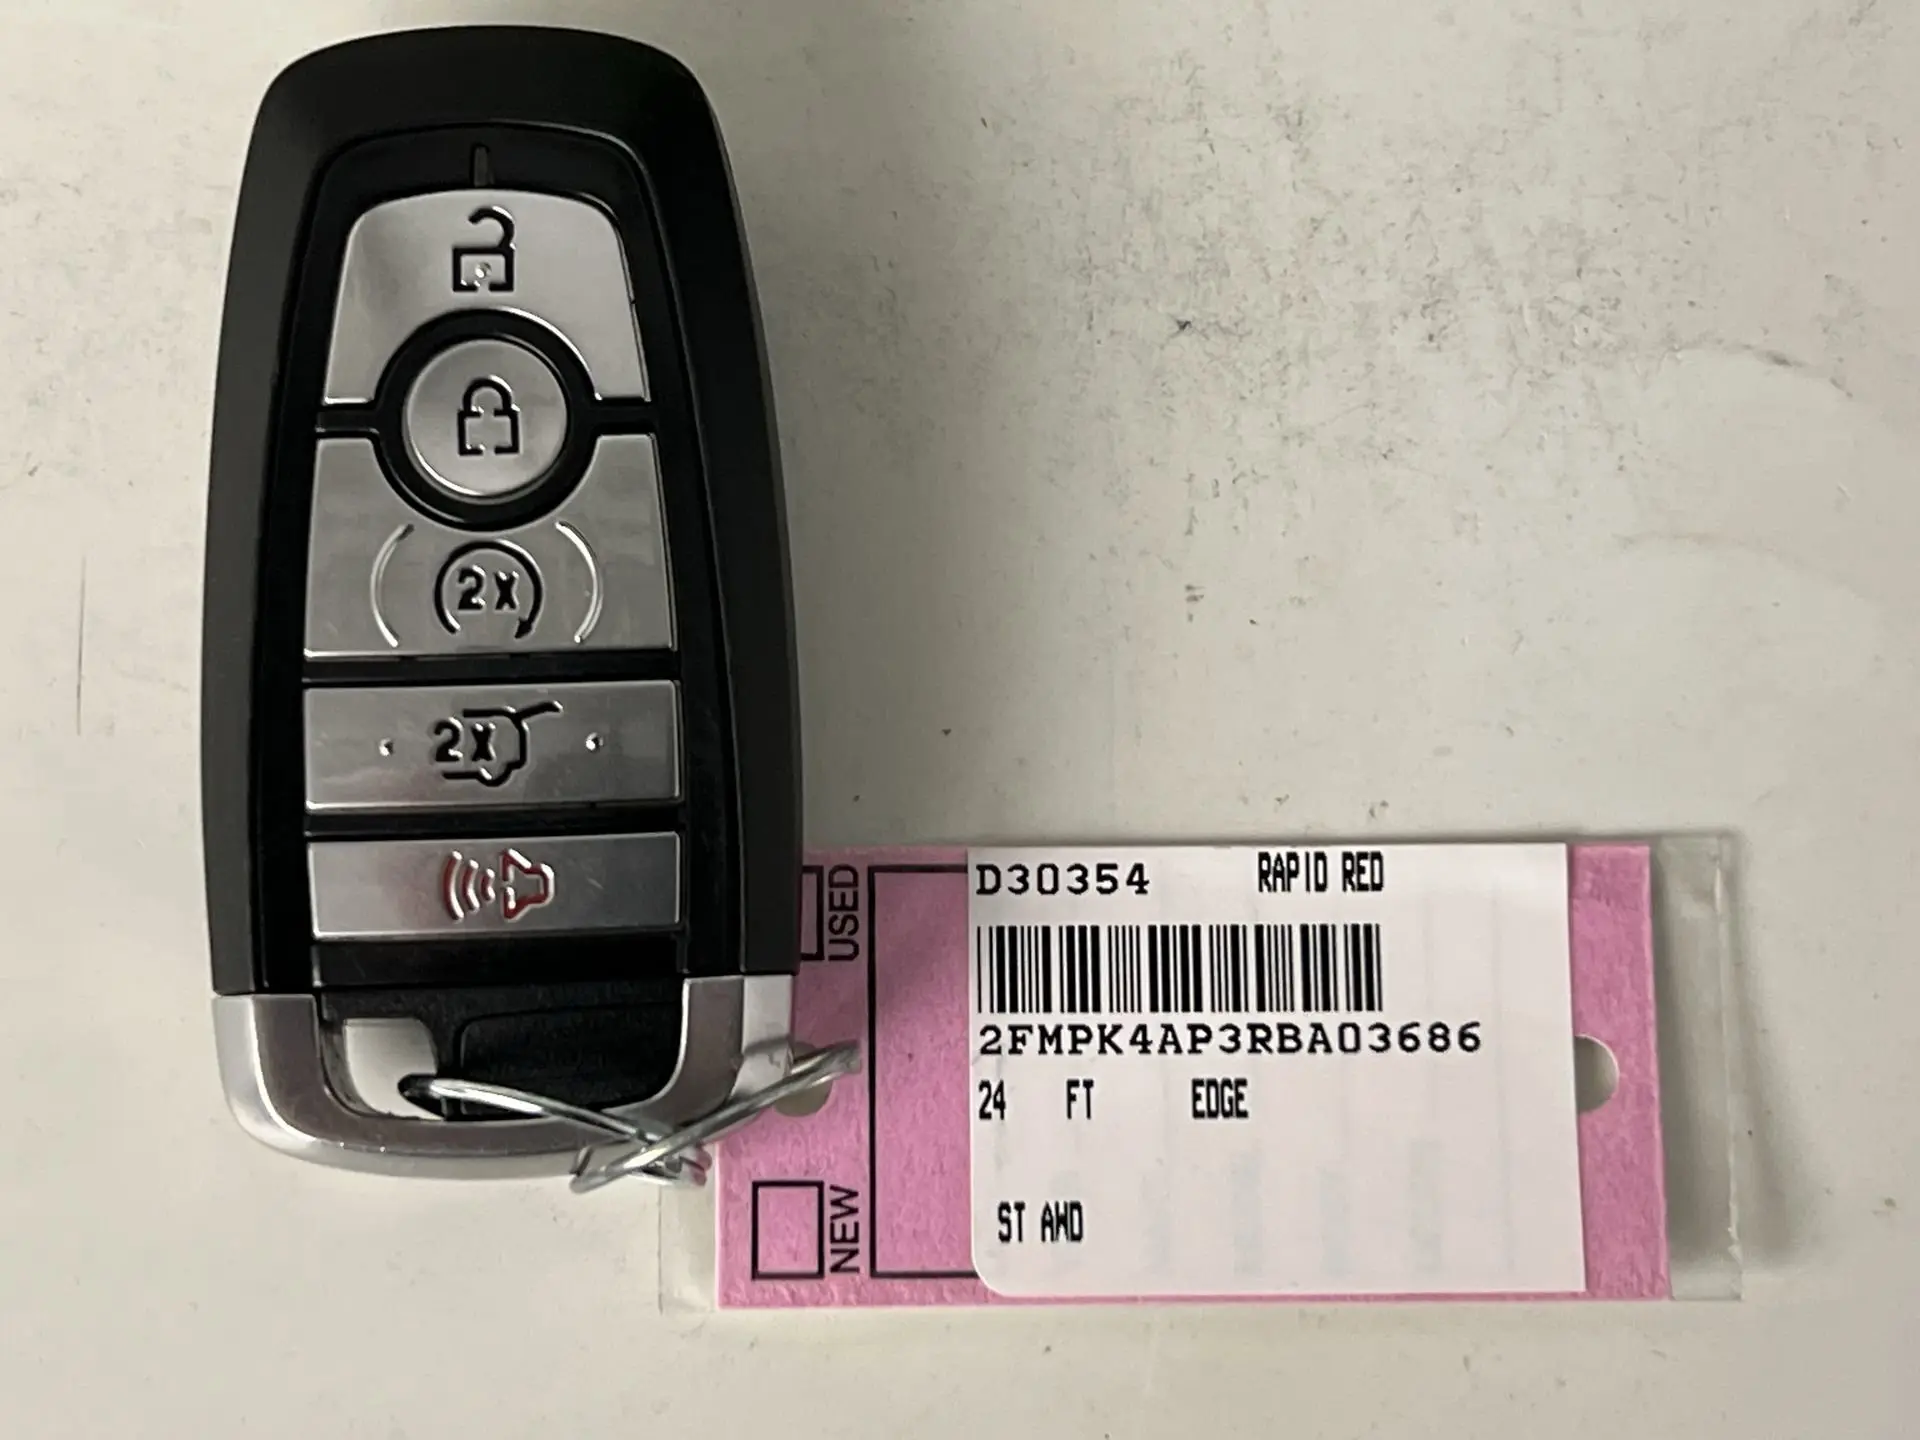 2X
2X
USED
NEW
D30354 RAPID RED
2FMPK4AP3RBA03686
24 FT EDGE
ST AWD